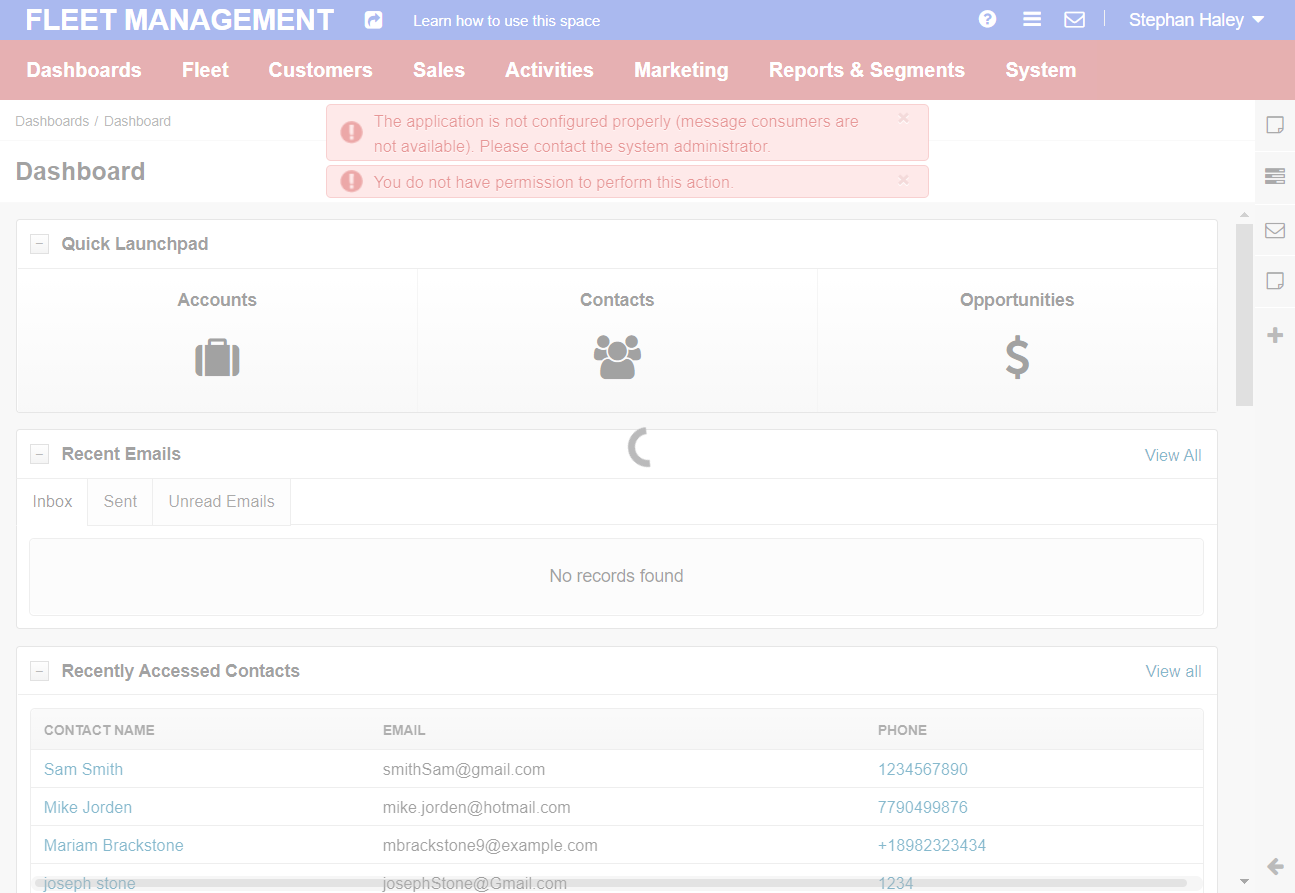 FLEET MANAGEMENT Learn how to use this space Stephan Haley
Dashboards Fleet Customers Sales Activities Marketing Reports & Segments System
Dashboards / Dashboard
The application is not configured properly (message consumers are
not available). Please contact the system administrator.
Dashboard
You do not have permission to perform this action.
Quick Launchpad
Accounts Contacts Opportunities
Recent Emails View All
Inbox Sent Unread Emails
No records found
Recently Accessed Contacts View all
CONTACT NAME EMAIL PHONE
Sam Smith smithSam@gmail.com 1234567890
Mike Jorden mike.jorden@hotmail.com 7790499876
Mariam Brackstone mbrackstone9@example.com +18982323434
joseph stone josephStone@Gmail.com 1234